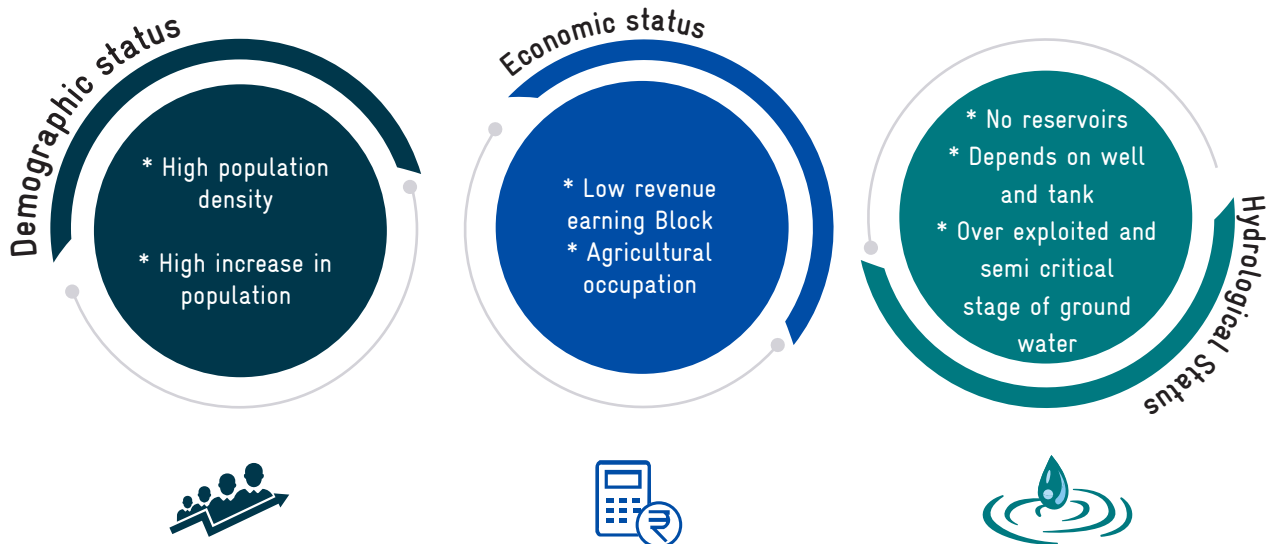 Demographic status
* High population
density
* High increase in
population
Economic status
* Low revenue
earning Block
* Agricultural
occupation
* No reservoirs
* Depends on well
and tank
* Over exploited and
semi critical
stage of ground
water
Hydrological Status
₹